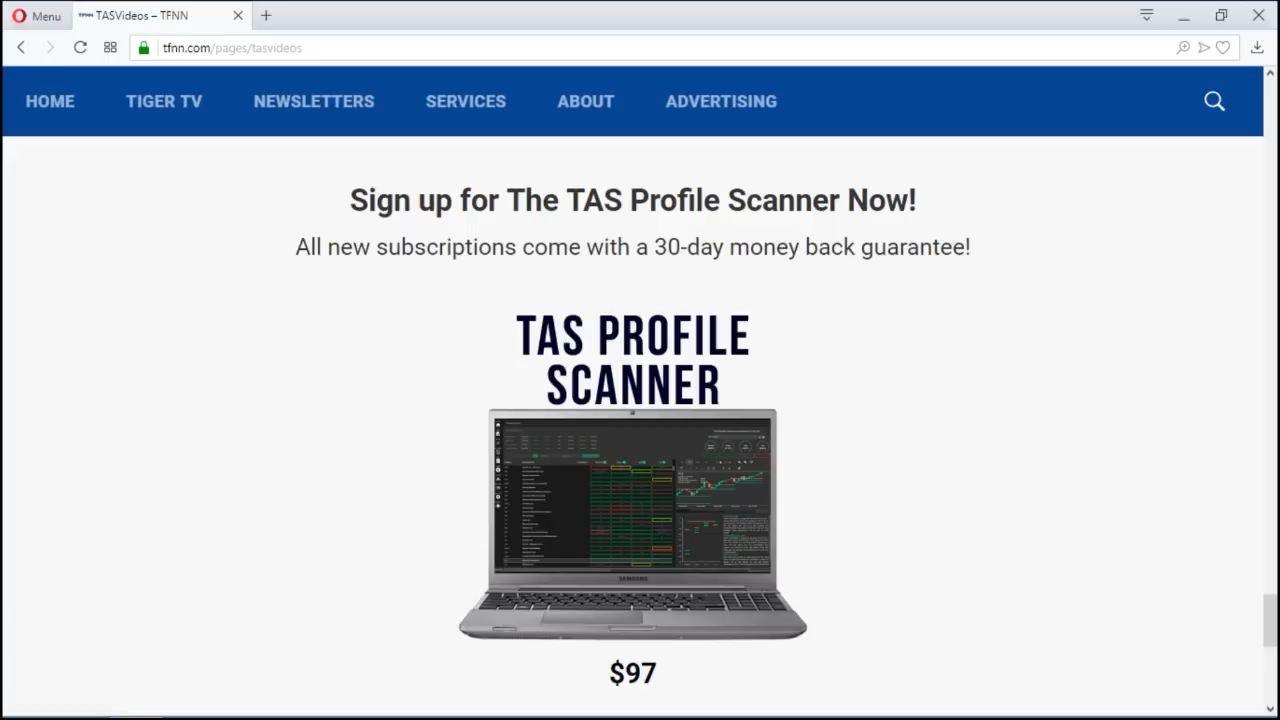 Menu
TFNN TASVideos – TFNN
tfnn.com/pages/tasvideos
HOME TIGER TV NEWSLETTERS SERVICES ABOUT ADVERTISING
Sign up for The TAS Profile Scanner Now!
All new subscriptions come with a 30-day money back guarantee!
TAS PROFILE
SCANNER
SAMSUNG
$97